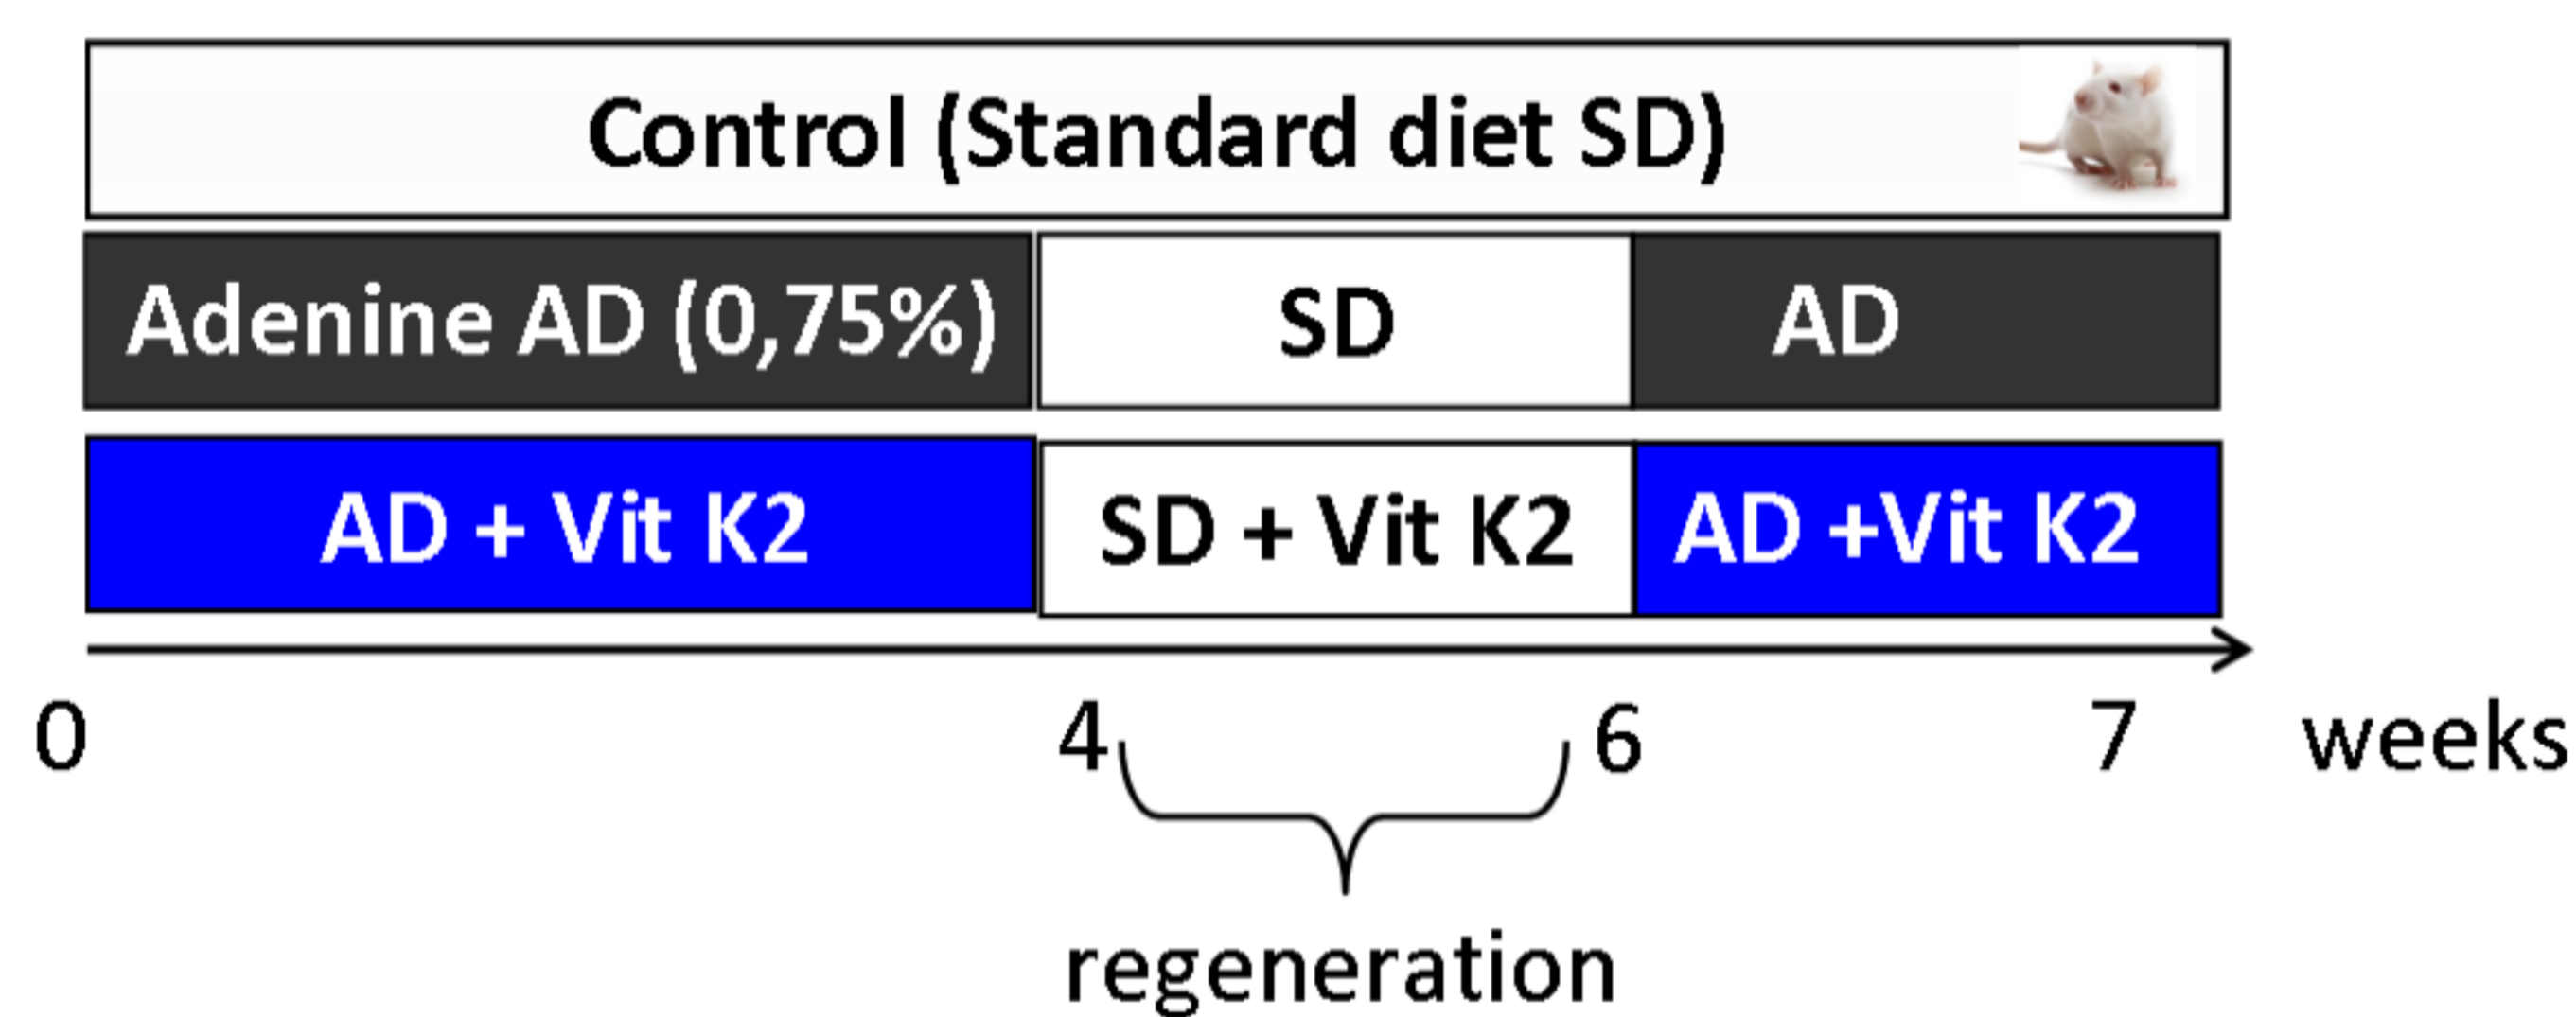 Control (Standard diet SD)
Adenine AD (0,75%) SD AD
AD + Vit K2 SD + Vit K2 AD +Vit K2
0 4 6 7 weeks
regeneration